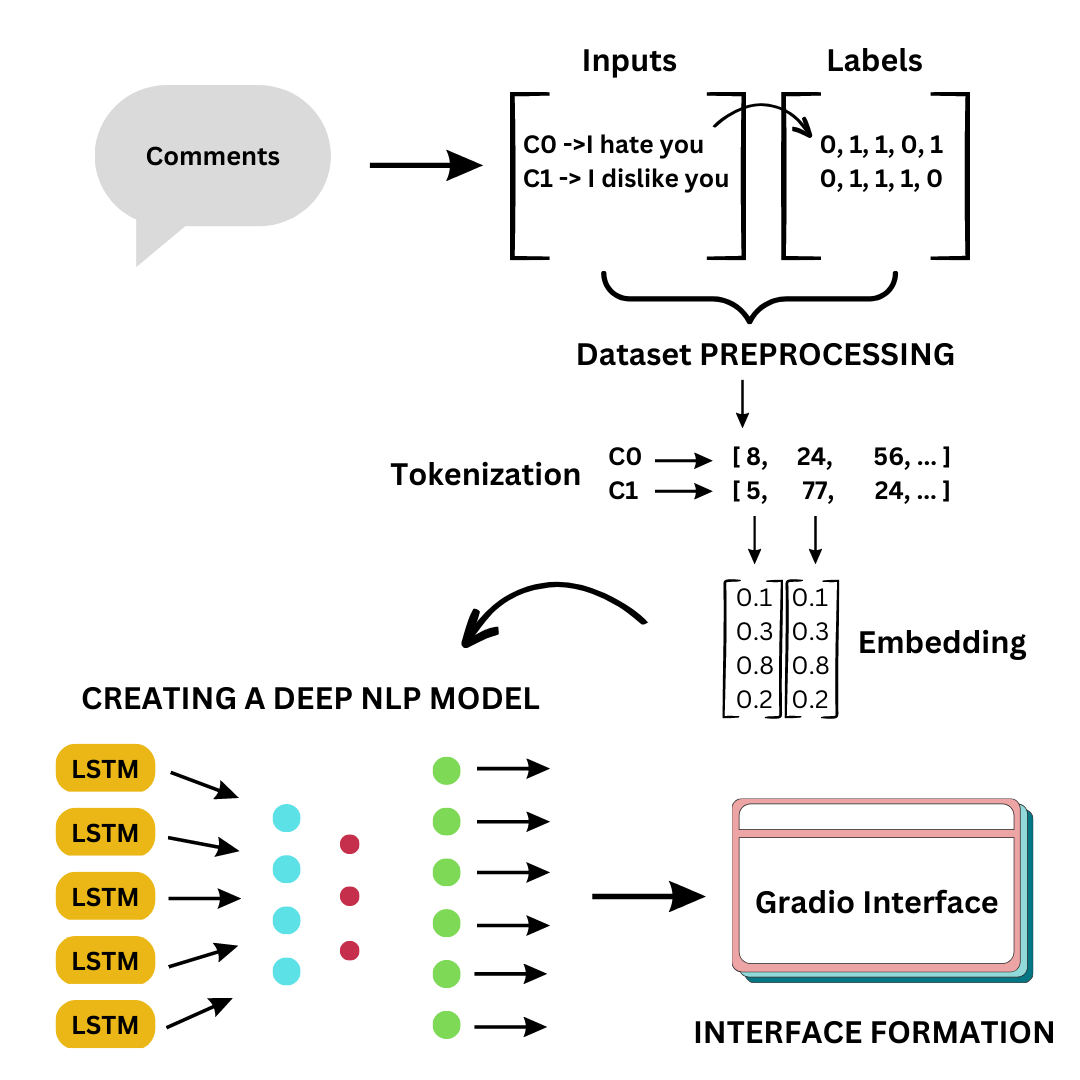 Inputs
Labels
Comments
C0 ->I hate you
C1 -> I dislike you
0, 1, 1, 0, 1
0, 1, 1, 1, 0
Dataset PREPROCESSING
Tokenization
C0
[ 8, 24, 56, ... ]
C1
[ 5, 77, 24, ... ]
0.1
0.3
0.8
0.2
0.1
0.3
0.8
0.2
Embedding
CREATING A DEEP NLP MODEL
LSTM
LSTM
LSTM
LSTM
LSTM
Gradio Interface
INTERFACE FORMATION